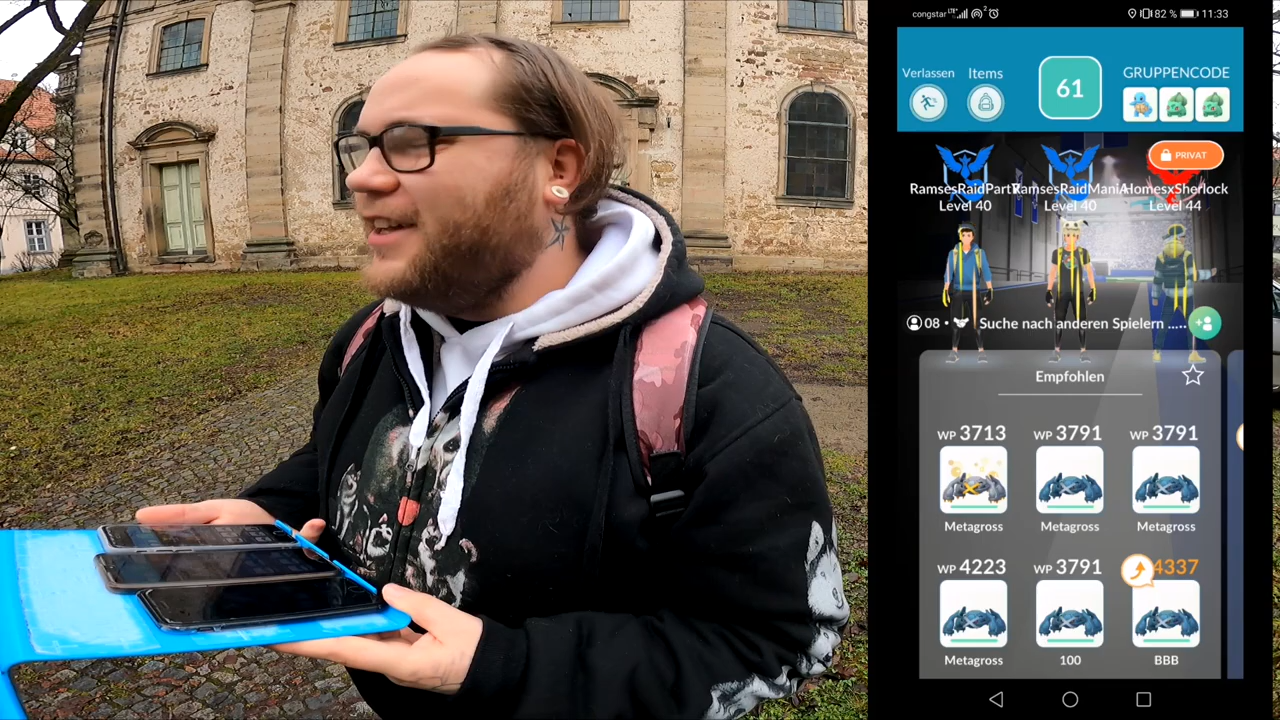 congstar LTE 2 82 % 11:33
Verlassen Items 61 GRUPPENCODE
PRIVAT
RamsesRaidPartY RamsesRaidManiA HomesxSherlock
Level 40 Level 40 Level 44
08 • Suche nach anderen Spielern .....
Empfohlen
WP 3713 WP 3791 WP 3791
Metagross Metagross Metagross
WP 4223 WP 3791 4337
Metagross 100 BBB